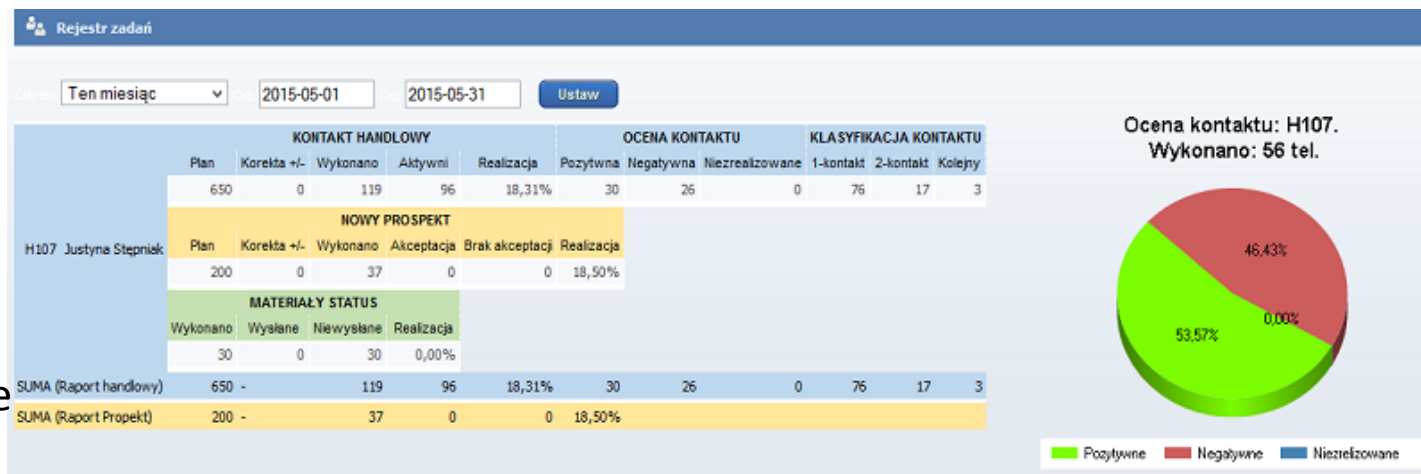 Rejestr zadań
Ten miesiąc 2015-05-01 2015-05-31 Ustaw
KONTAKT HANDLOWY OCENA KONTAKTU KLASYFIKACJA KONTAKTU
Plan Korekta +/- Wykonano Aktywni Realizacja Pozytwna Negatywna Niezrealizowane 1-kontakt 2-kontakt Kolejny
650 0 119 96 18,31% 30 26 0 76 17 3
NOWY PROSPEKT
H107 Justyna Stępniak Plan Korekta +/- Wykonano Akceptacja Brak akceptacji Realizacja
200 0 37 0 0 18,50%
MATERIAŁY STATUS
Wykonano Wysłane Niewysłane Realizacja
30 0 30 0,00%
SUMA (Raport handlowy) 650 - 119 96 18,31% 30 26 0 76 17 3
e
SUMA (Raport Propekt) 200 - 37 0 0 18,50%
Ocena kontaktu: H107.
Wykonano: 56 tel.
46,43%
0,00%
53,57%
Pozytywne Negatywne Niezrelizowane